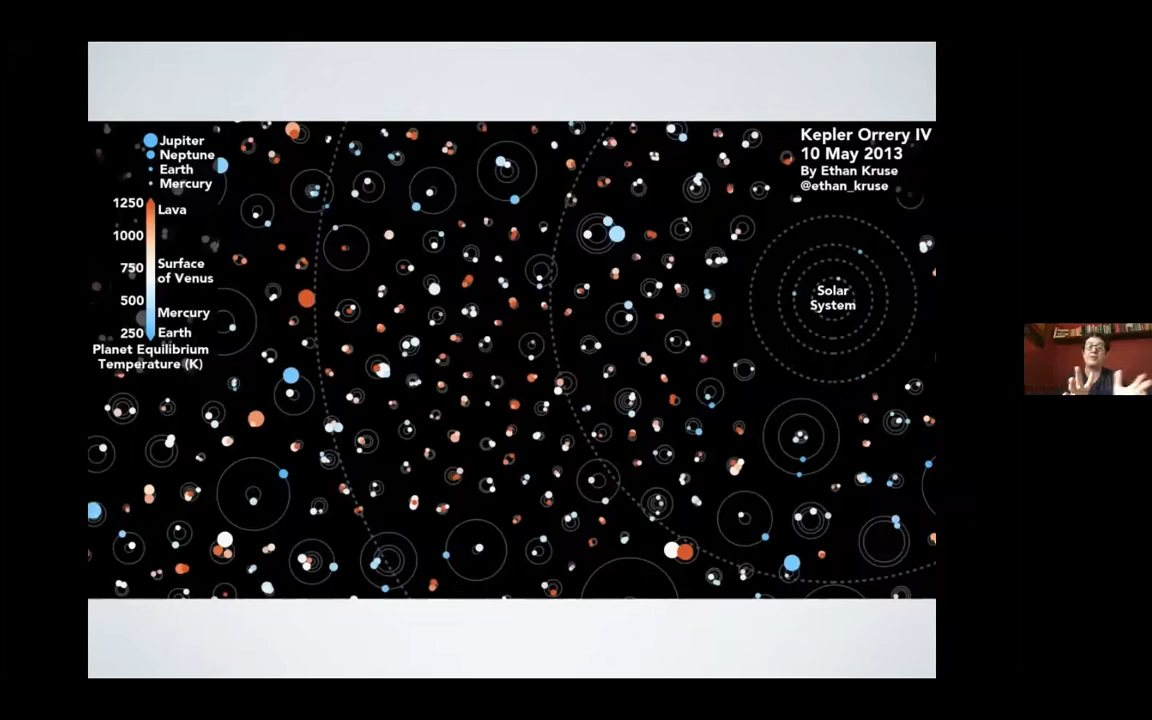 Jupiter
Neptune
Earth
Mercury
1250
Lava
1000
750
Surface
of Venus
500
Mercury
250
Earth
Planet Equilibrium
Temperature (K)
Kepler Orrery IV
10 May 2013
By Ethan Kruse
@ethan_kruse
Solar
System